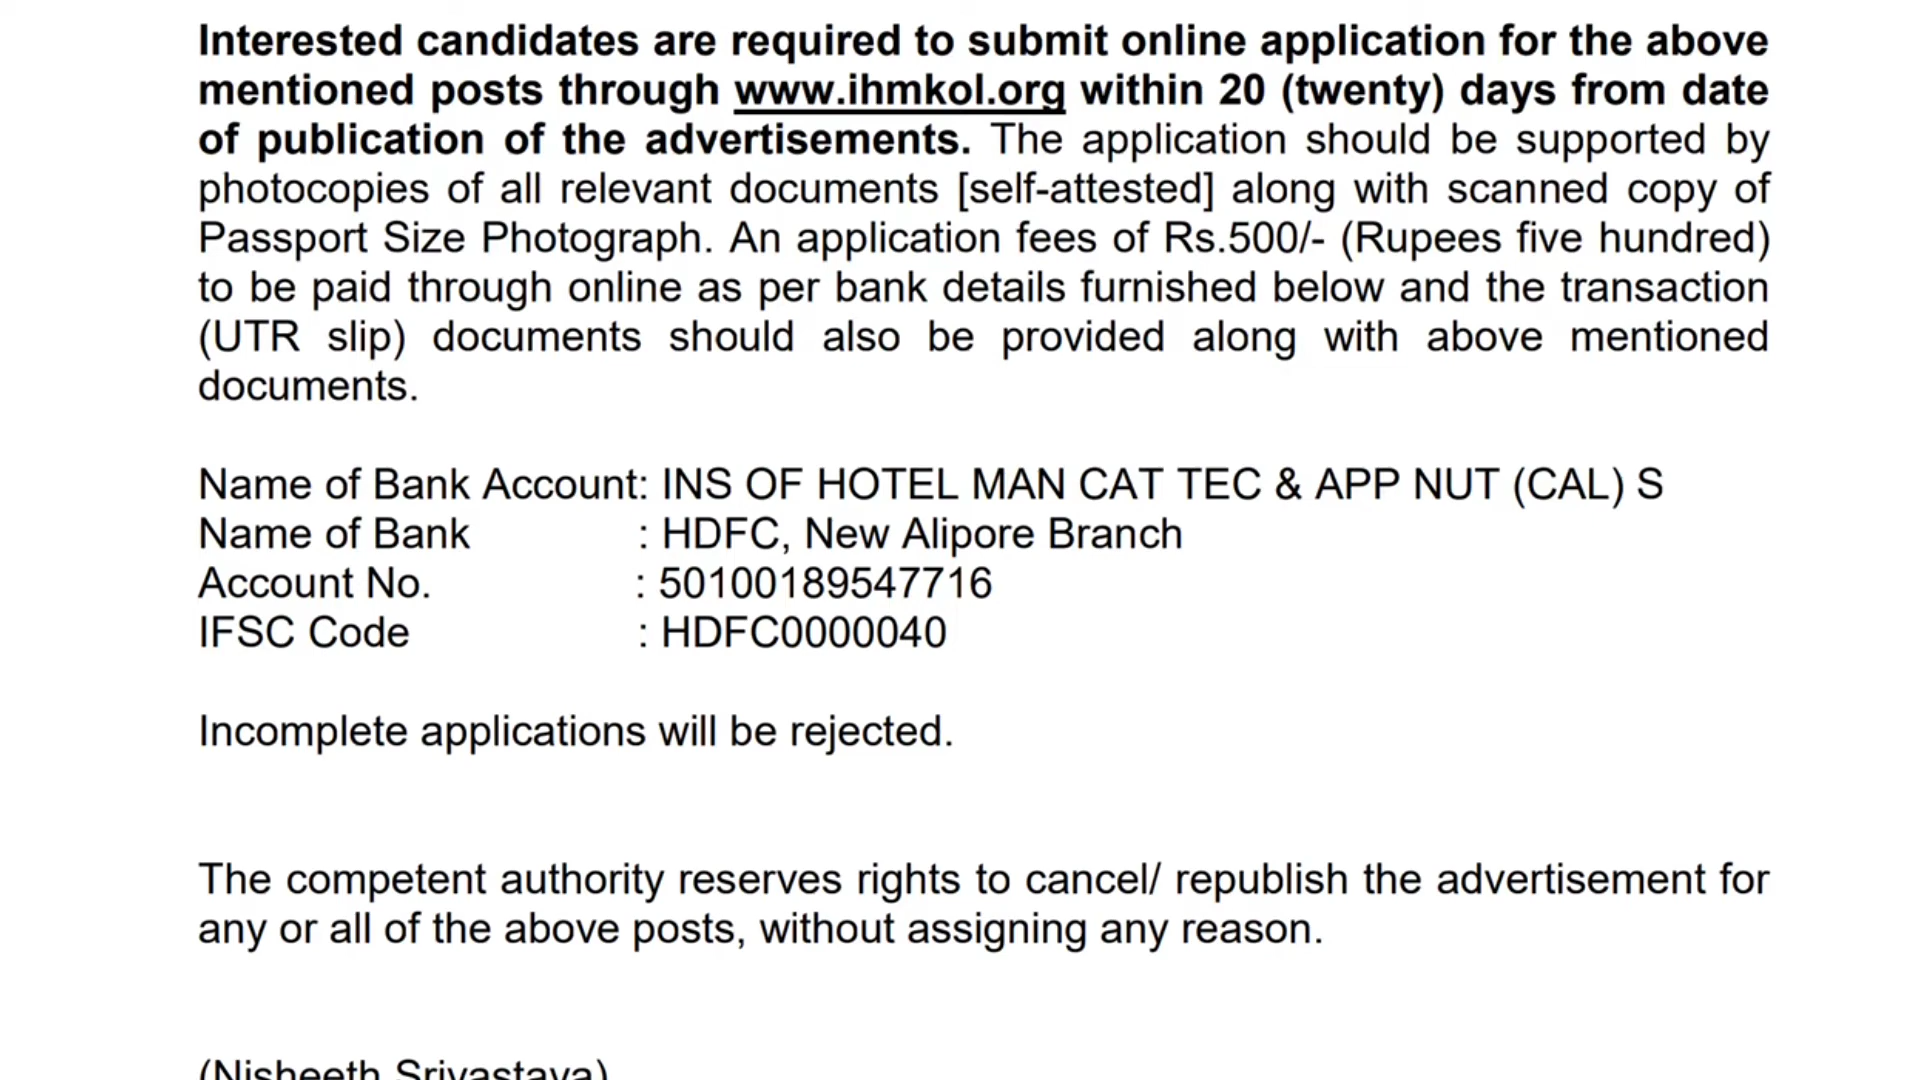 Interested candidates are required to submit online application for the above
mentioned posts through www.ihmkol.org within 20 (twenty) days from date
of publication of the advertisements. The application should be supported by
photocopies of all relevant documents [self-attested] along with scanned copy of
Passport Size Photograph. An application fees of Rs.500/- (Rupees five hundred)
to be paid through online as per bank details furnished below and the transaction
(UTR slip) documents should also be provided along with above mentioned
documents.
Name of Bank Account: INS OF HOTEL MAN CAT TEC & APP NUT (CAL) S
Name of Bank : HDFC, New Alipore Branch
Account No. : 50100189547716
IFSC Code : HDFC0000040
Incomplete applications will be rejected.
The competent authority reserves rights to cancel/ republish the advertisement for
any or all of the above posts, without assigning any reason.
(Nisheeth Srivastava)